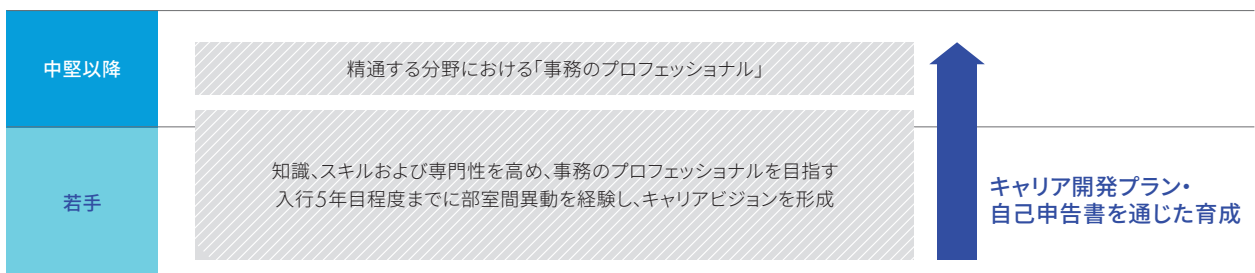 中堅以降
精通する分野における「事務のプロフェッショナル」
若手
知識、スキルおよび専門性を高め、事務のプロフェッショナルを目指す
入行5年目程度までに部室間異動を経験し、キャリアビジョンを形成
キャリア開発プラン・
自己申告書を通じた育成